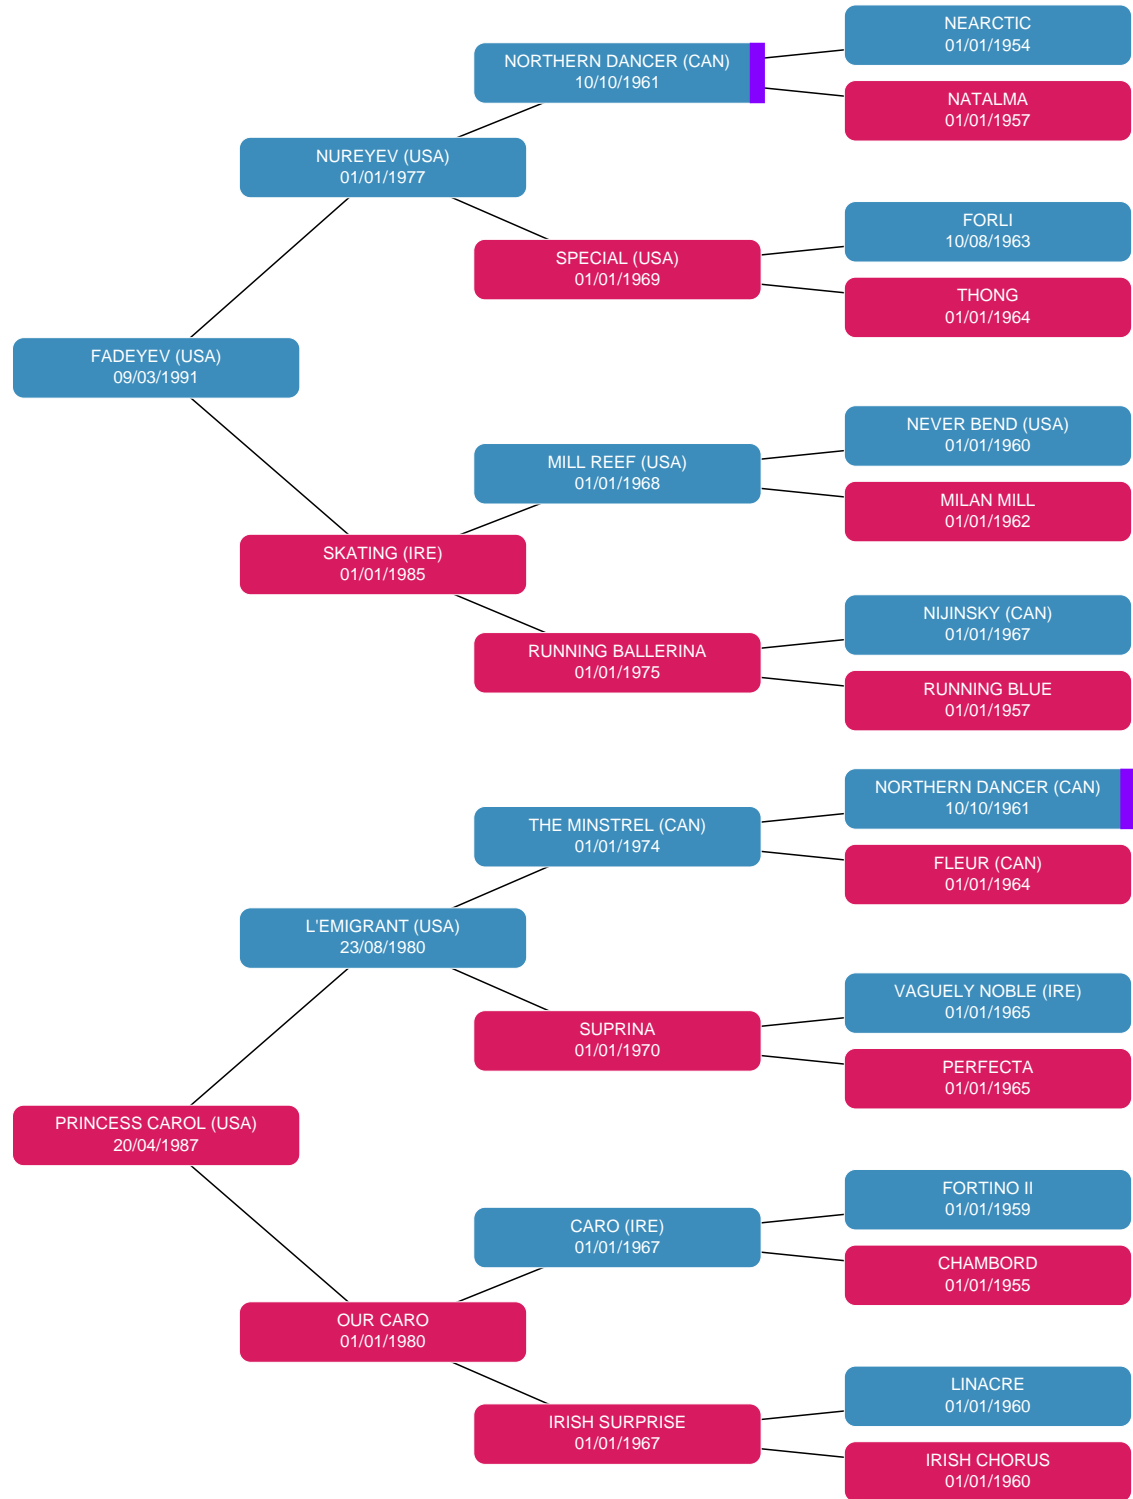 NEARCTIC
01/01/1954
NORTHERN DANCER (CAN)
10/10/1961
NATALMA
01/01/1957
NUREYEV (USA)
01/01/1977
FORLI
10/08/1963
SPECIAL (USA)
01/01/1969
THONG
01/01/1964
FADEYEV (USA)
09/03/1991
NEVER BEND (USA)
01/01/1960
MILL REEF (USA)
01/01/1968
MILAN MILL
01/01/1962
SKATING (IRE)
01/01/1985
NIJINSKY (CAN)
01/01/1967
RUNNING BALLERINA
01/01/1975
RUNNING BLUE
01/01/1957
NORTHERN DANCER (CAN)
10/10/1961
THE MINSTREL (CAN)
01/01/1974
FLEUR (CAN)
01/01/1964
L'EMIGRANT (USA)
23/08/1980
VAGUELY NOBLE (IRE)
01/01/1965
SUPRINA
01/01/1970
PERFECTA
01/01/1965
PRINCESS CAROL (USA)
20/04/1987
FORTINO II
01/01/1959
CARO (IRE)
01/01/1967
CHAMBORD
01/01/1955
OUR CARO
01/01/1980
LINACRE
01/01/1960
IRISH SURPRISE
01/01/1967
IRISH CHORUS
01/01/1960